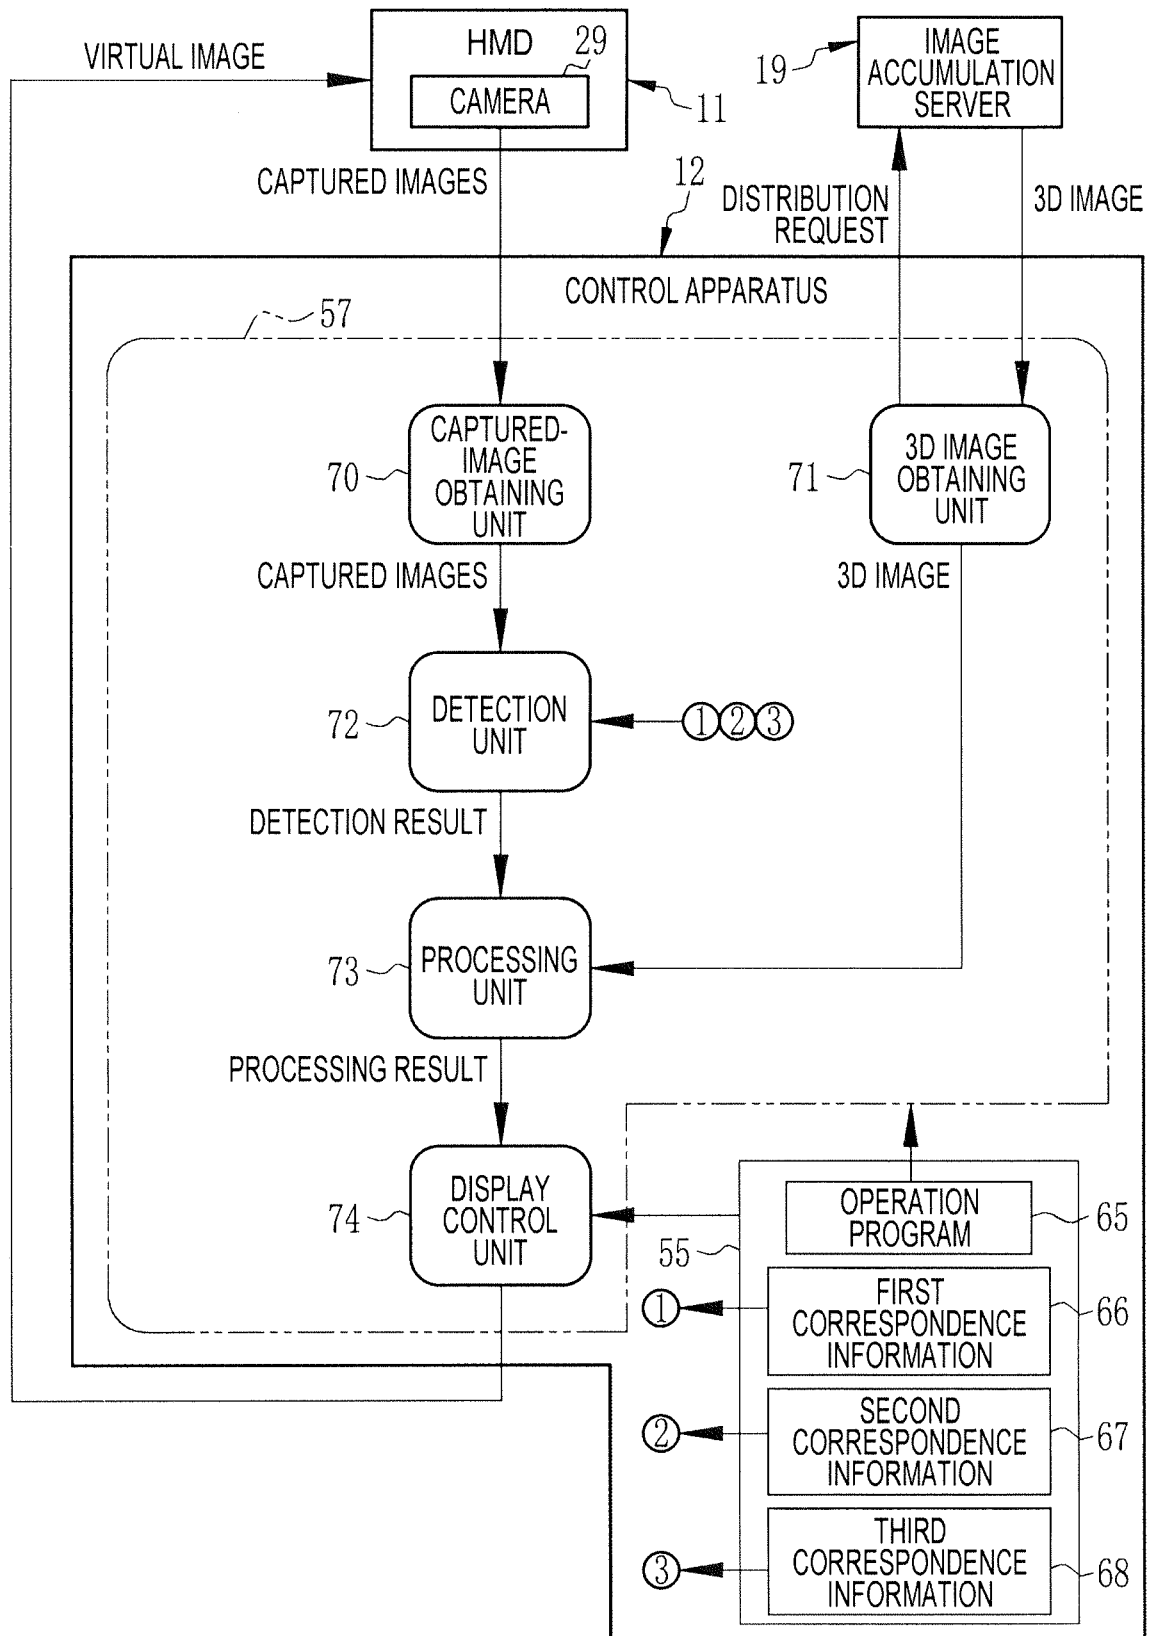 VIRTUAL IMAGE
HMD
29
CAMERA
11
19
IMAGE
ACCUMULATION
SERVER
CAPTURED IMAGES
12
DISTRIBUTION
REQUEST
3D IMAGE
CONTROL APPARATUS
57
CAPTURED-
IMAGE
OBTAINING
UNIT
70
3D IMAGE
OBTAINING
UNIT
71
CAPTURED IMAGES
3D IMAGE
DETECTION
UNIT
72
① ② ③
DETECTION RESULT
PROCESSING
UNIT
73
PROCESSING RESULT
DISPLAY
CONTROL
UNIT
74
55
OPERATION
PROGRAM
65
①
FIRST
CORRESPONDENCE
INFORMATION
66
②
SECOND
CORRESPONDENCE
INFORMATION
67
③
THIRD
CORRESPONDENCE
INFORMATION
68